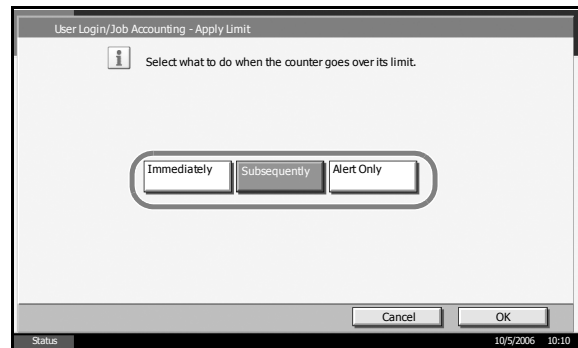 User Login/Job Accounting - Apply Limit
i Select what to do when the counter goes over its limit.
Immediately Subsequently Alert Only
Cancel OK
Status 10/5/2006 10:10